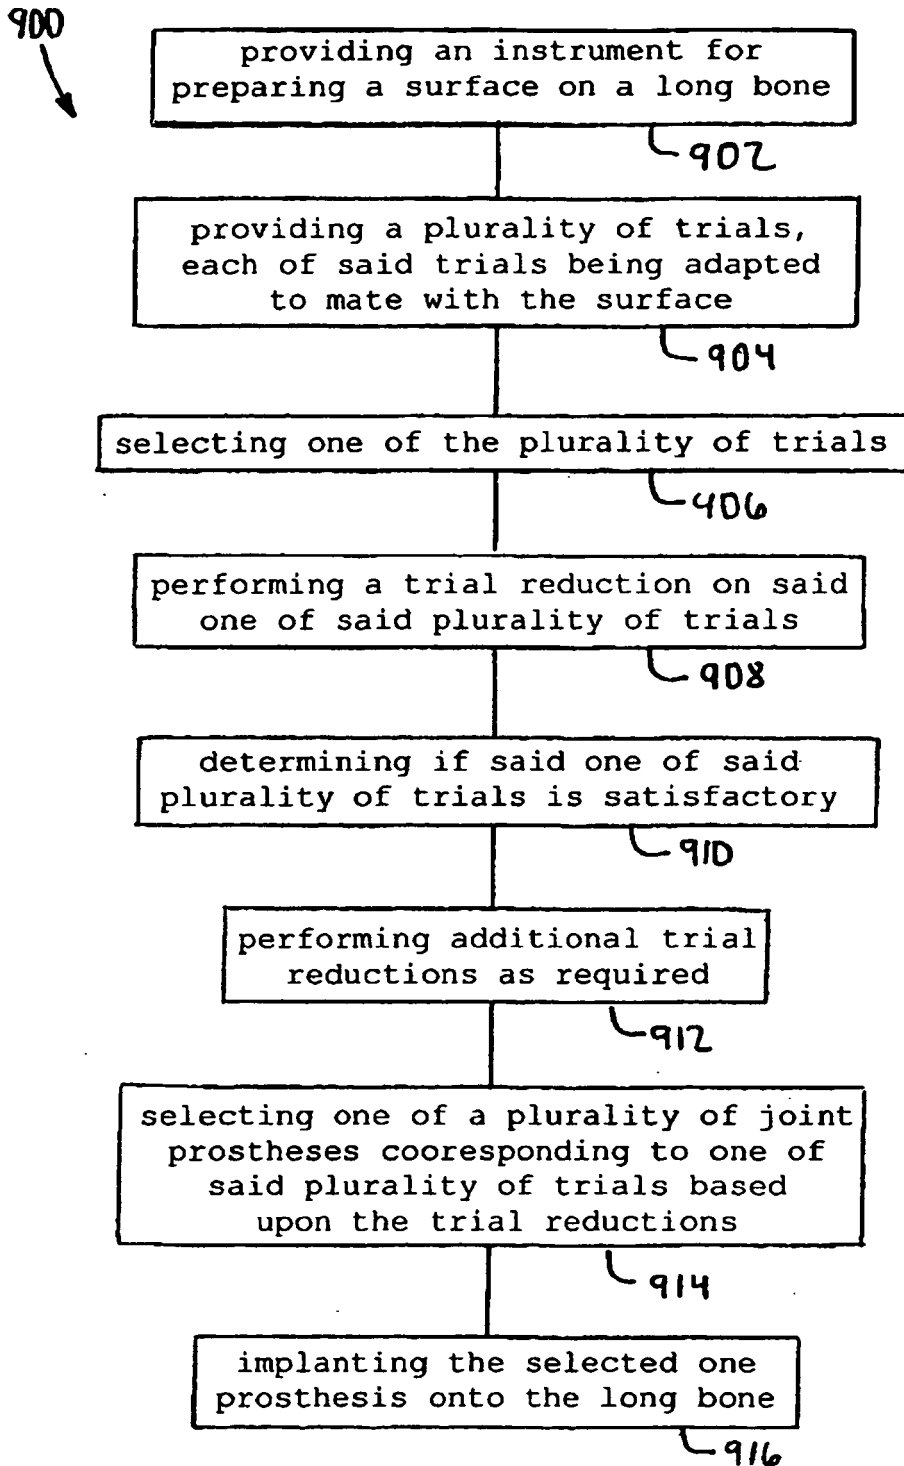 900
providing an instrument for
preparing a surface on a long bone
902
providing a plurality of trials,
each of said trials being adapted
to mate with the surface
904
selecting one of the plurality of trials
406
performing a trial reduction on said
one of said plurality of trials
908
determining if said one of said
plurality of trials is satisfactory
910
performing additional trial
reductions as required
912
selecting one of a plurality of joint
prostheses cooresponding to one of
said plurality of trials based
upon the trial reductions
914
implanting the selected one
prosthesis onto the long bone
916